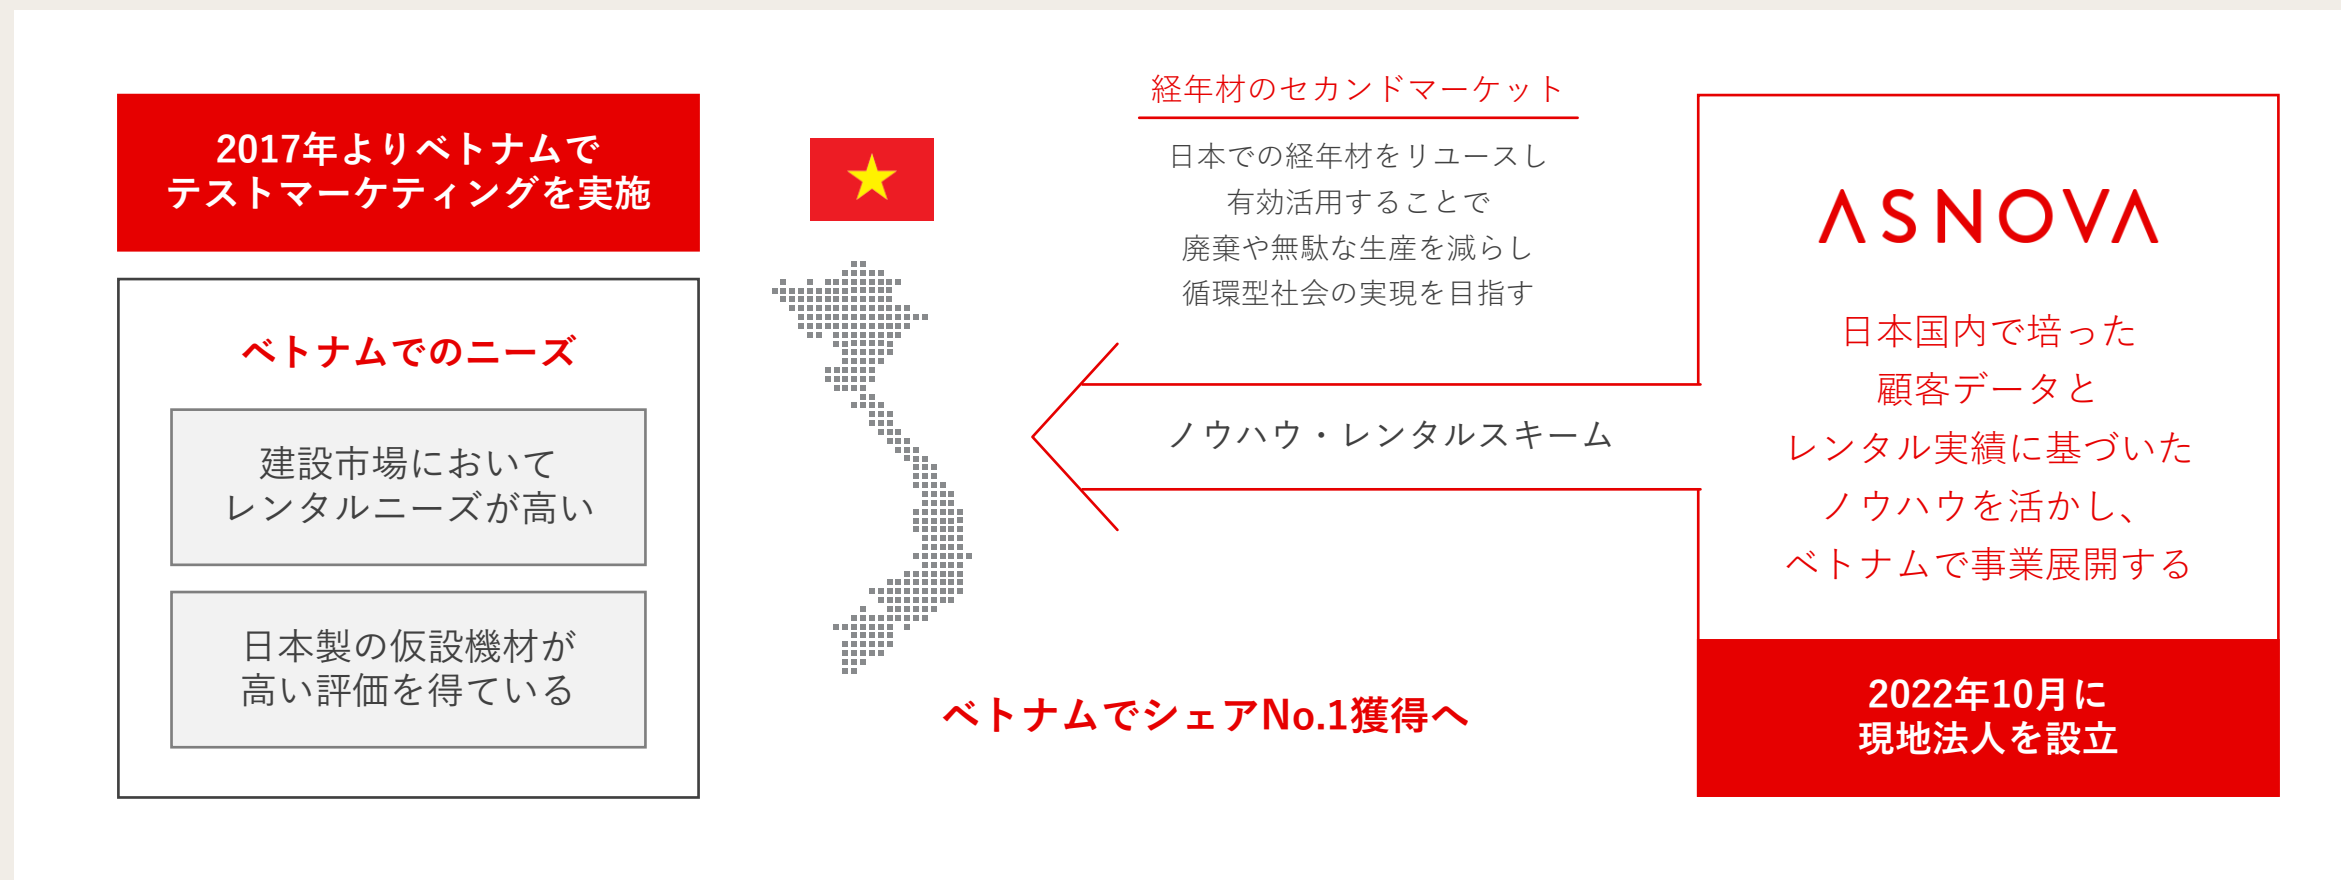 2017年よりベトナムで
テストマーケティングを実施
ベトナムでのニーズ
建設市場において
レンタルニーズが高い
日本製の仮設機材が
高い評価を得ている
経年材のセカンドマーケット
日本での経年材をリユースし
有効活用することで
廃棄や無駄な生産を減らし
循環型社会の実現を目指す
ノウハウ・レンタルスキーム
ベトナムでシェアNo.1獲得へ
ASNOVA
日本国内で培った
顧客データと
レンタル実績に基づいた
ノウハウを活かし、
ベトナムで事業展開する
2022年10月に
現地法人を設立